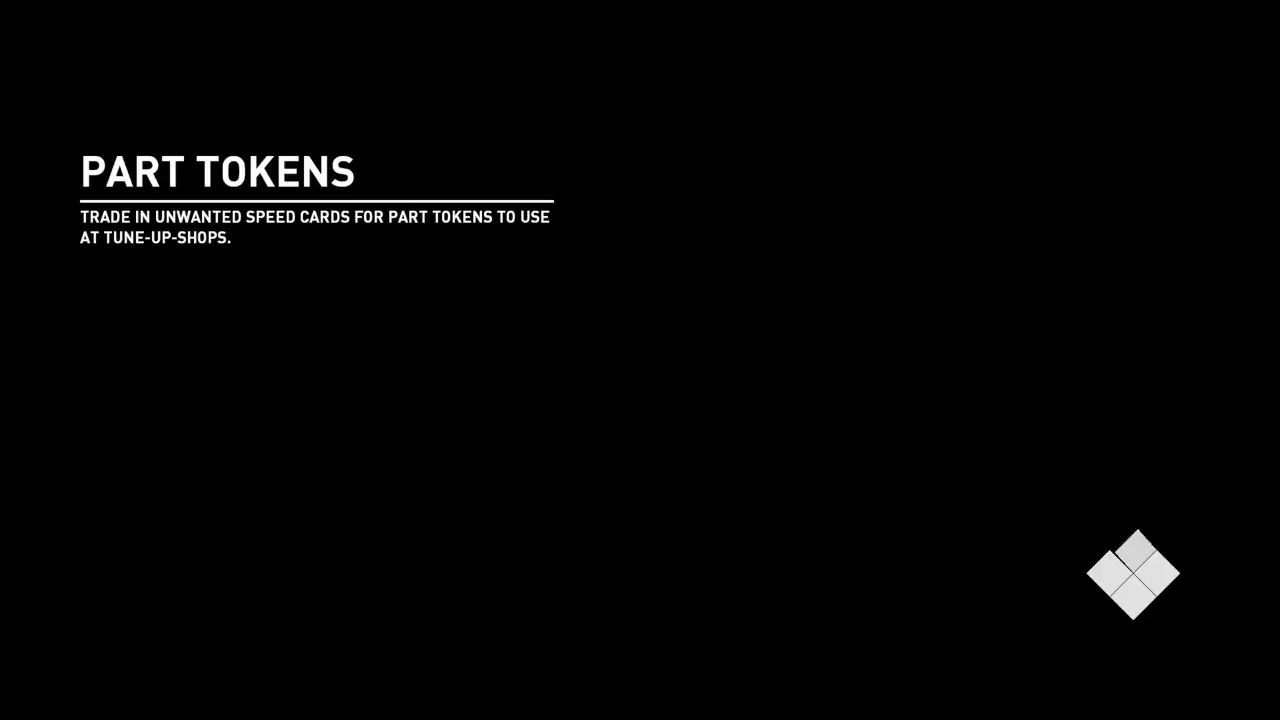 PART TOKENS
TRADE IN UNWANTED SPEED CARDS FOR PART TOKENS TO USE
AT TUNE-UP-SHOPS.